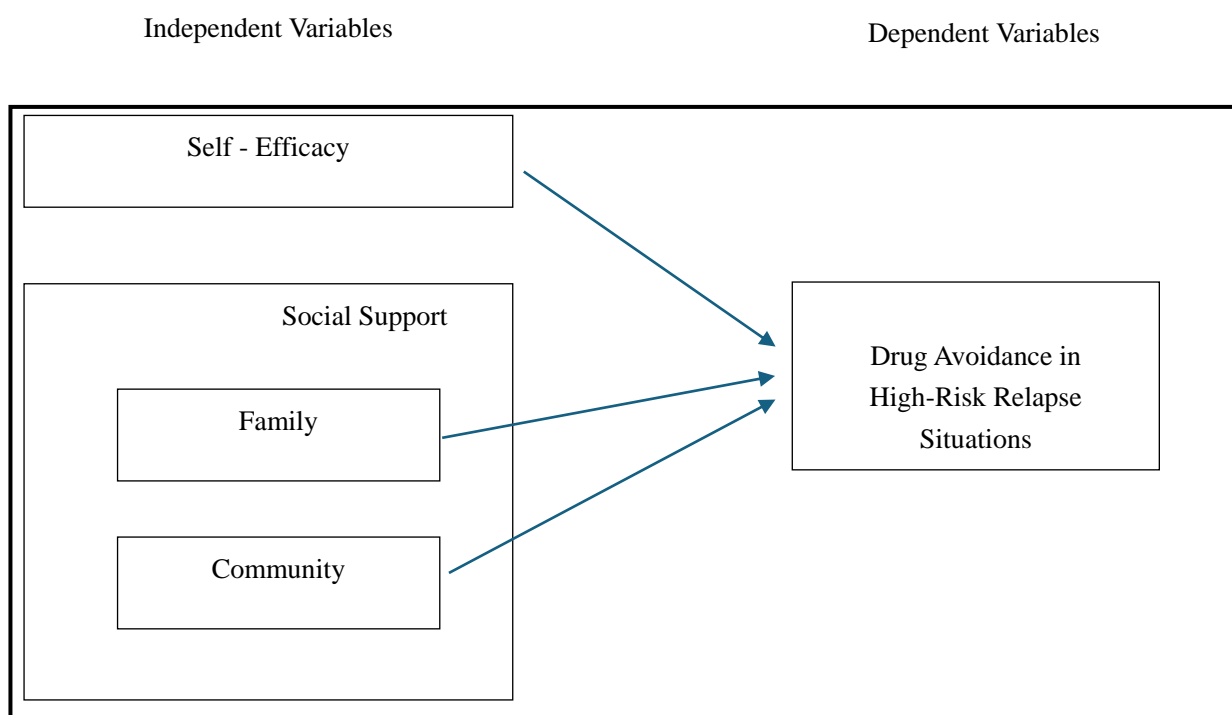 Independent Variables
Dependent Variables
Self - Efficacy
Social Support
Family
Community
Drug Avoidance in
High-Risk Relapse
Situations